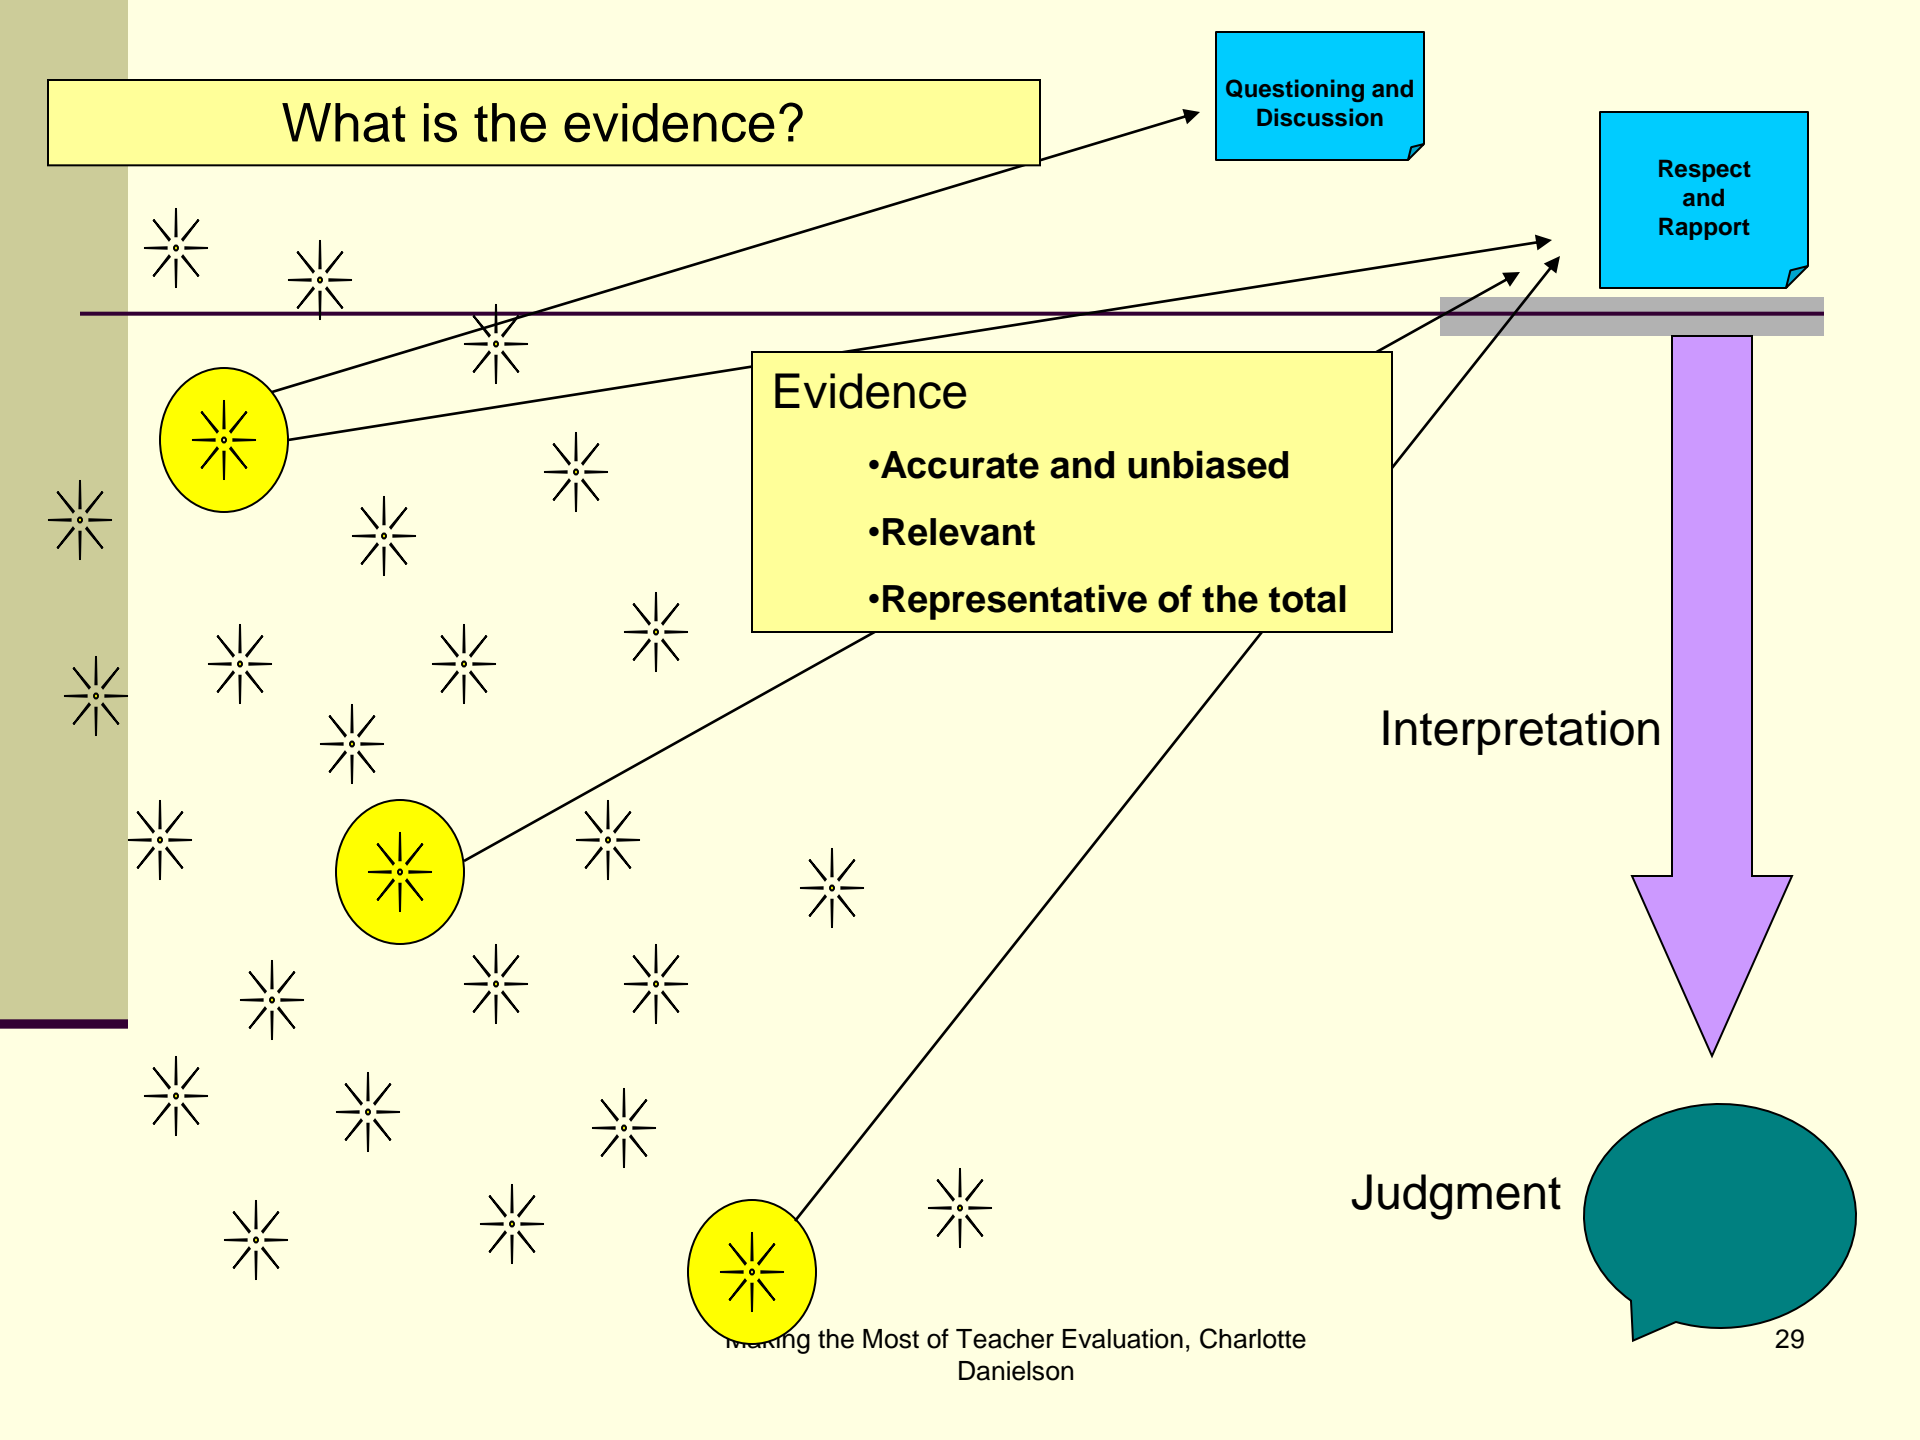 What is the evidence?
Questioning and
Discussion
Respect
and
Rapport
Evidence
•Accurate and unbiased
•Relevant
•Representative of the total
Interpretation
Judgment
Making the Most of Teacher Evaluation, Charlotte
Danielson
29